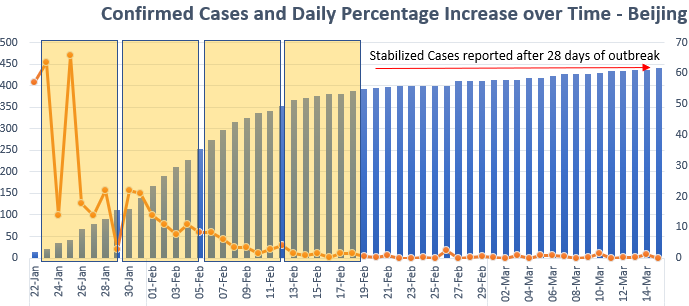 Confirmed Cases and Daily Percentage Increase over Time - Beijing
Stabilized Cases reported after 28 days of outbreak
500
450
400
350
300
250
200
150
100
50
0
70
60
50
40
30
20
10
0
22-Jan
24-Jan
26-Jan
28-Jan
30-Jan
01-Feb
03-Feb
05-Feb
07-Feb
09-Feb
11-Feb
13-Feb
15-Feb
17-Feb
19-Feb
21-Feb
23-Feb
25-Feb
27-Feb
29-Feb
02-Mar
04-Mar
06-Mar
08-Mar
10-Mar
12-Mar
14-Mar